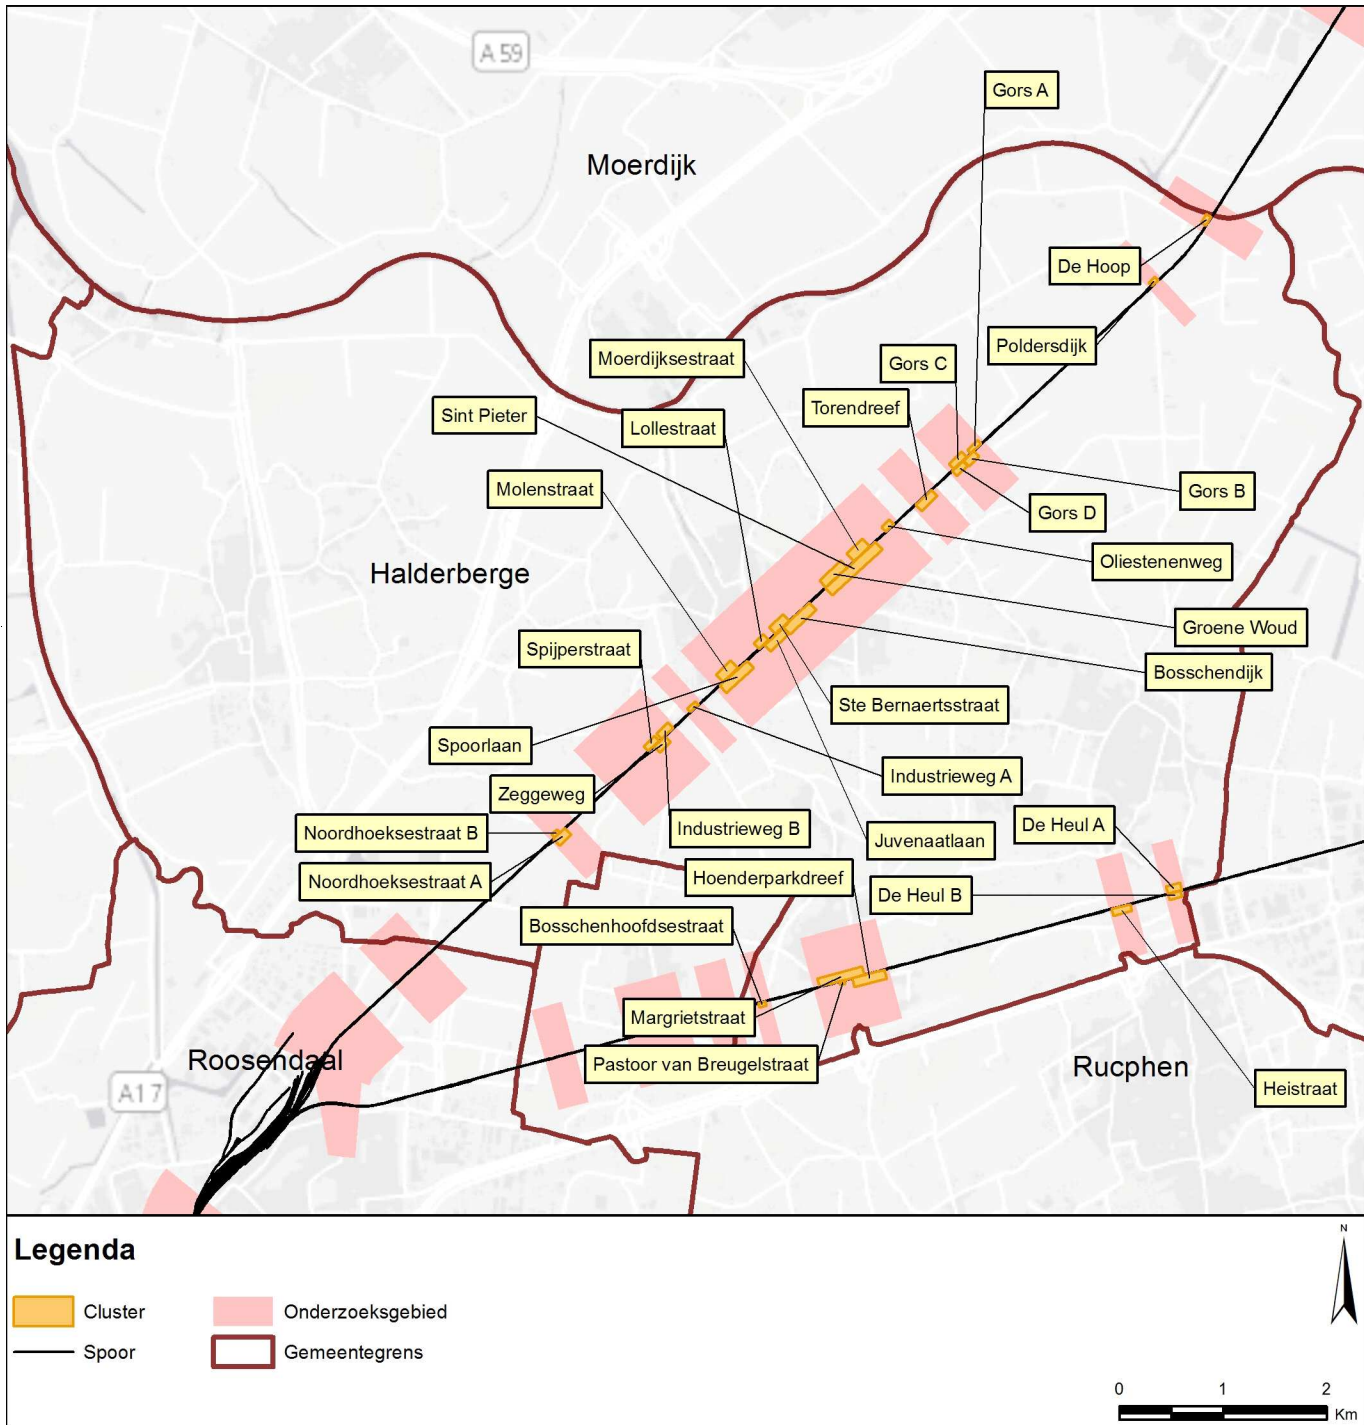 A 59
Gors A
Moerdijk
De Hoop
Poldersdijk
Moerdijksestraat
Gors C
Torendreef
Sint Pieter
Lollestraat
Molenstraat
Gors B
Gors D
Oliestenenweg
Halderberge
Groene Woud
Spijperstraat
Bosschendijk
Ste Bernaertsstraat
Spoorlaan
Industrieweg A
Zeggeweg
Noordhoeksestraat B
Industrieweg B
De Heul A
Juvenaatlaan
Noordhoeksestraat A
Hoenderparkdreef
De Heul B
Bosschenhoofdsestraat
Margrietstraat
Roosendaal
Pastoor van Breugelstraat
Rucphen
Heistraat
A17
Legenda
N
Cluster
Onderzoeksgebied
Spoor
Gemeentegrens
0 1 2
Km